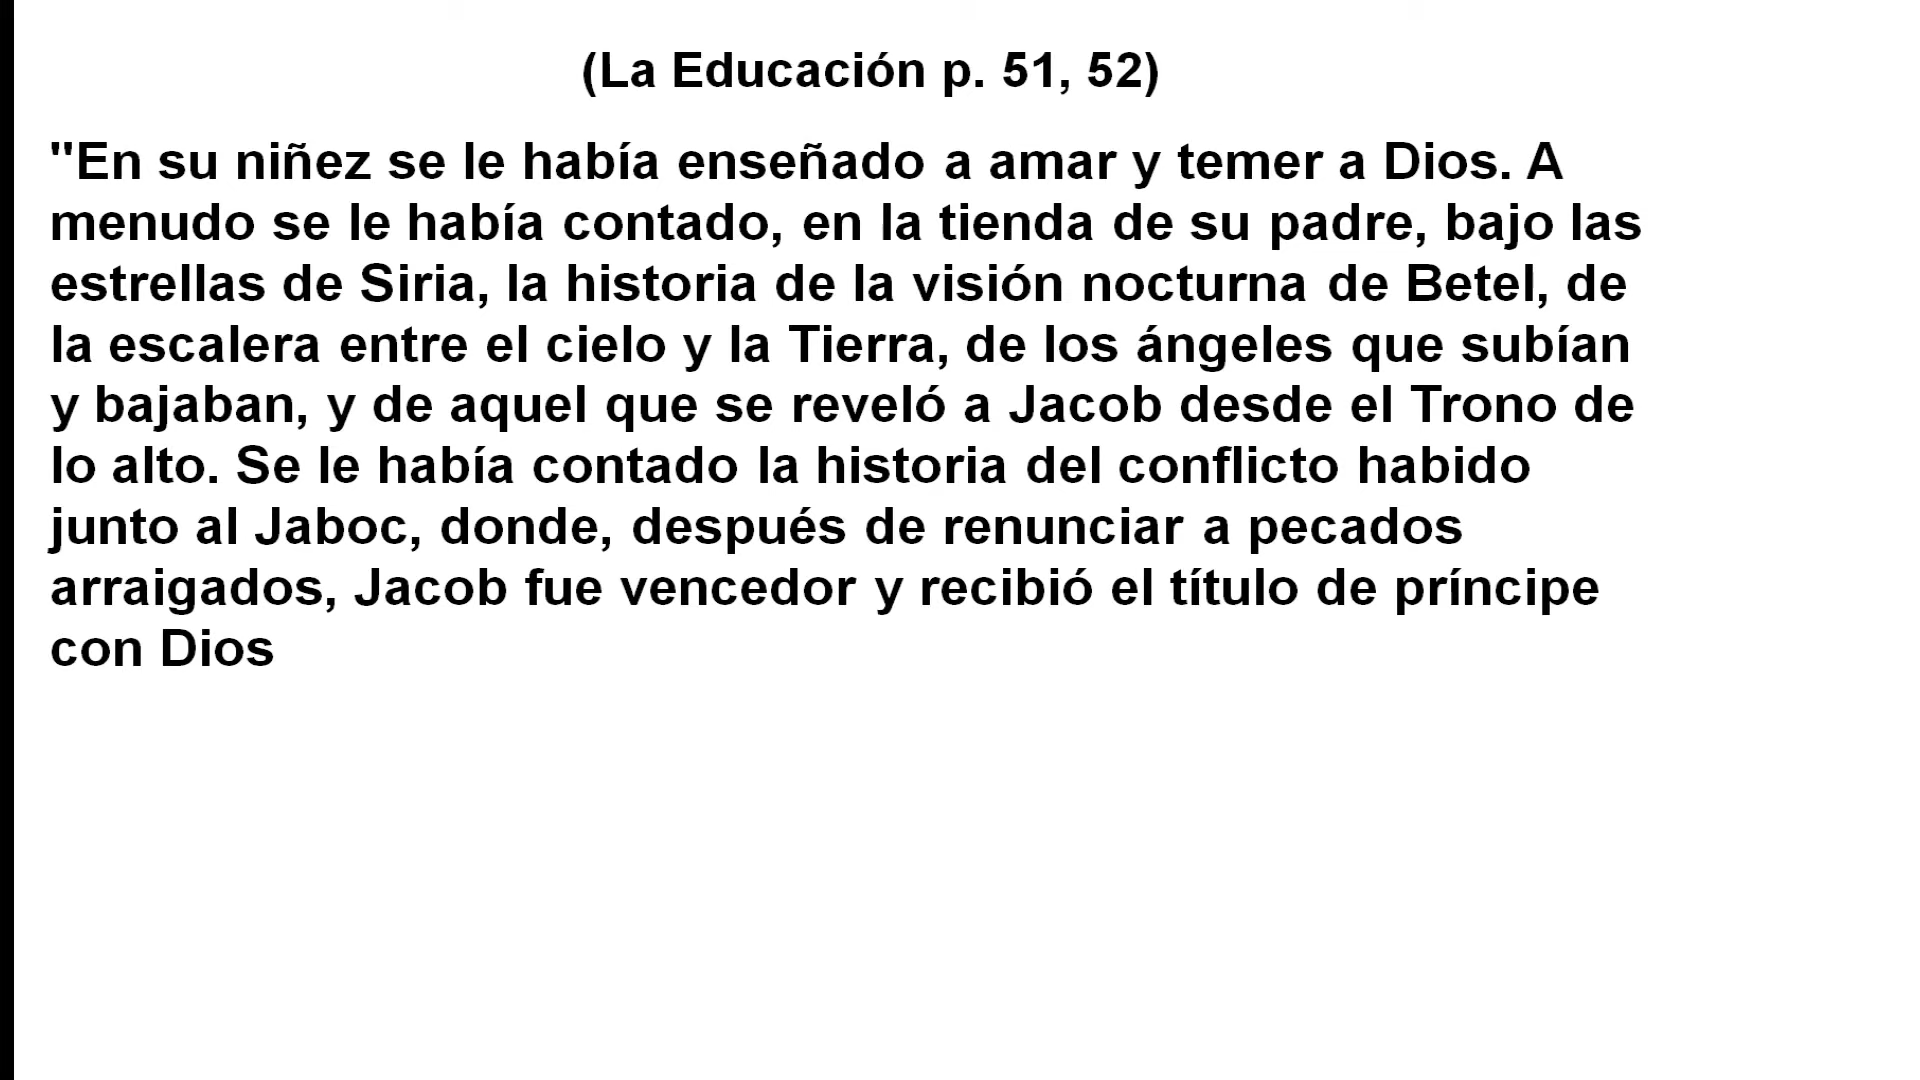 (La Educación p. 51, 52)
"En su niñez se le había enseñado a amar y temer a Dios. A
menudo se le había contado, en la tienda de su padre, bajo las
estrellas de Siria, la historia de la visión nocturna de Betel, de
la escalera entre el cielo y la Tierra, de los ángeles que subían
y bajaban, y de aquel que se reveló a Jacob desde el Trono de
lo alto. Se le había contado la historia del conflicto habido
junto al Jaboc, donde, después de renunciar a pecados
arraigados, Jacob fue vencedor y recibió el título de príncipe
con Dios